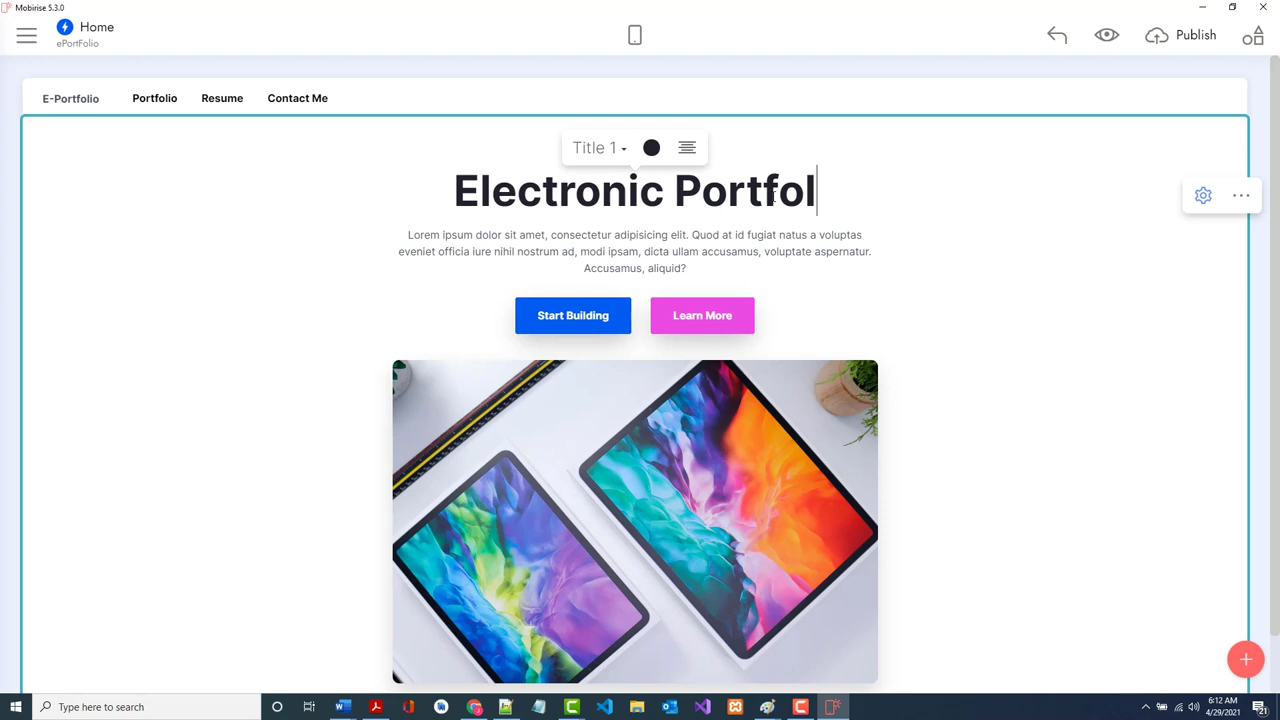 Mobirise 5.3.0
Home
ePortFolio
Publish
E-Portfolio Portfolio Resume Contact Me
Title 1
Electronic Portfol
Lorem ipsum dolor sit amet, consectetur adipisicing elit. Quod at id fugiat natus a voluptas
eveniet officia iure nihil nostrum ad, modi ipsam, dicta ullam accusamus, voluptate aspernatur.
Accusamus, aliquid?
Start Building Learn More
Type here to search
6:12 AM
4/29/2021
21